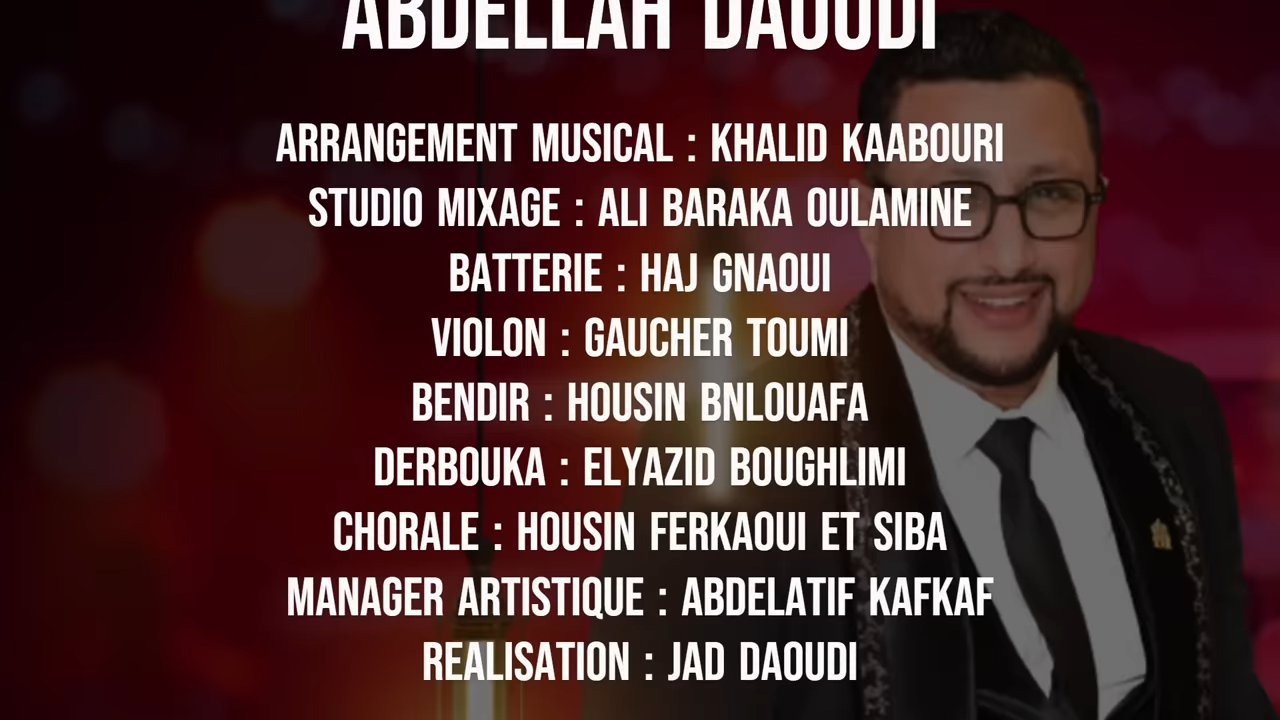 ABDELLAH DAOUDI
ARRANGEMENT MUSICAL : KHALID KAABOURI
STUDIO MIXAGE : ALI BARAKA OULAMINE
BATTERIE : HAJ GNAOUI
VIOLON : GAUCHER TOUMI
BENDIR : HOUSIN BNLOUAFA
DERBOUKA : ELYAZID BOUGHLIMI
CHORALE : HOUSIN FERKAOUI ET SIBA
MANAGER ARTISTIQUE : ABDELATIF KAFKAF
REALISATION : JAD DAOUDI